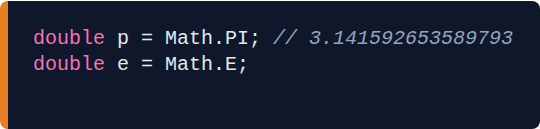 double p = Math.PI; // 3.141592653589793
double e = Math.E;